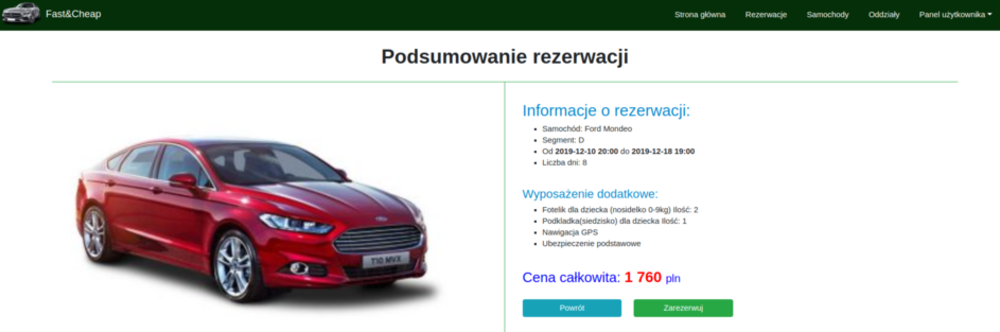 Fast&Cheap
Strona główna Rezerwacje Samochody Oddziały Panel użytkownika
Podsumowanie rezerwacji
Informacje o rezerwacji:
Samochód: Ford Mondeo
Segment: D
Od 2019-12-10 20:00 do 2019-12-18 19:00
Liczba dni: 8
Wyposażenie dodatkowe:
Fotelik dla dziecka (nosidelko 0-9kg) Ilość: 2
Podkladka(siedzisko) dla dziecka Ilość: 1
Nawigacja GPS
Ubezpieczenie podstawowe
Cena całkowita: 1 760 pln
Powrót Zarezerwuj
T10 MVX